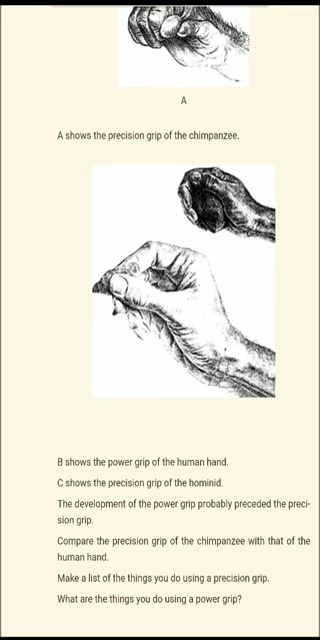 A
A shows the precision grip of the chimpanzee.
B shows the power grip of the human hand.
C shows the precision grip of the hominid.
The development of the power grip probably preceded the preci-
sion grip.
Compare the precision grip of the chimpanzee with that of the
human hand.
Make a list of the things you do using a precision grip.
What are the things you do using a power grip?